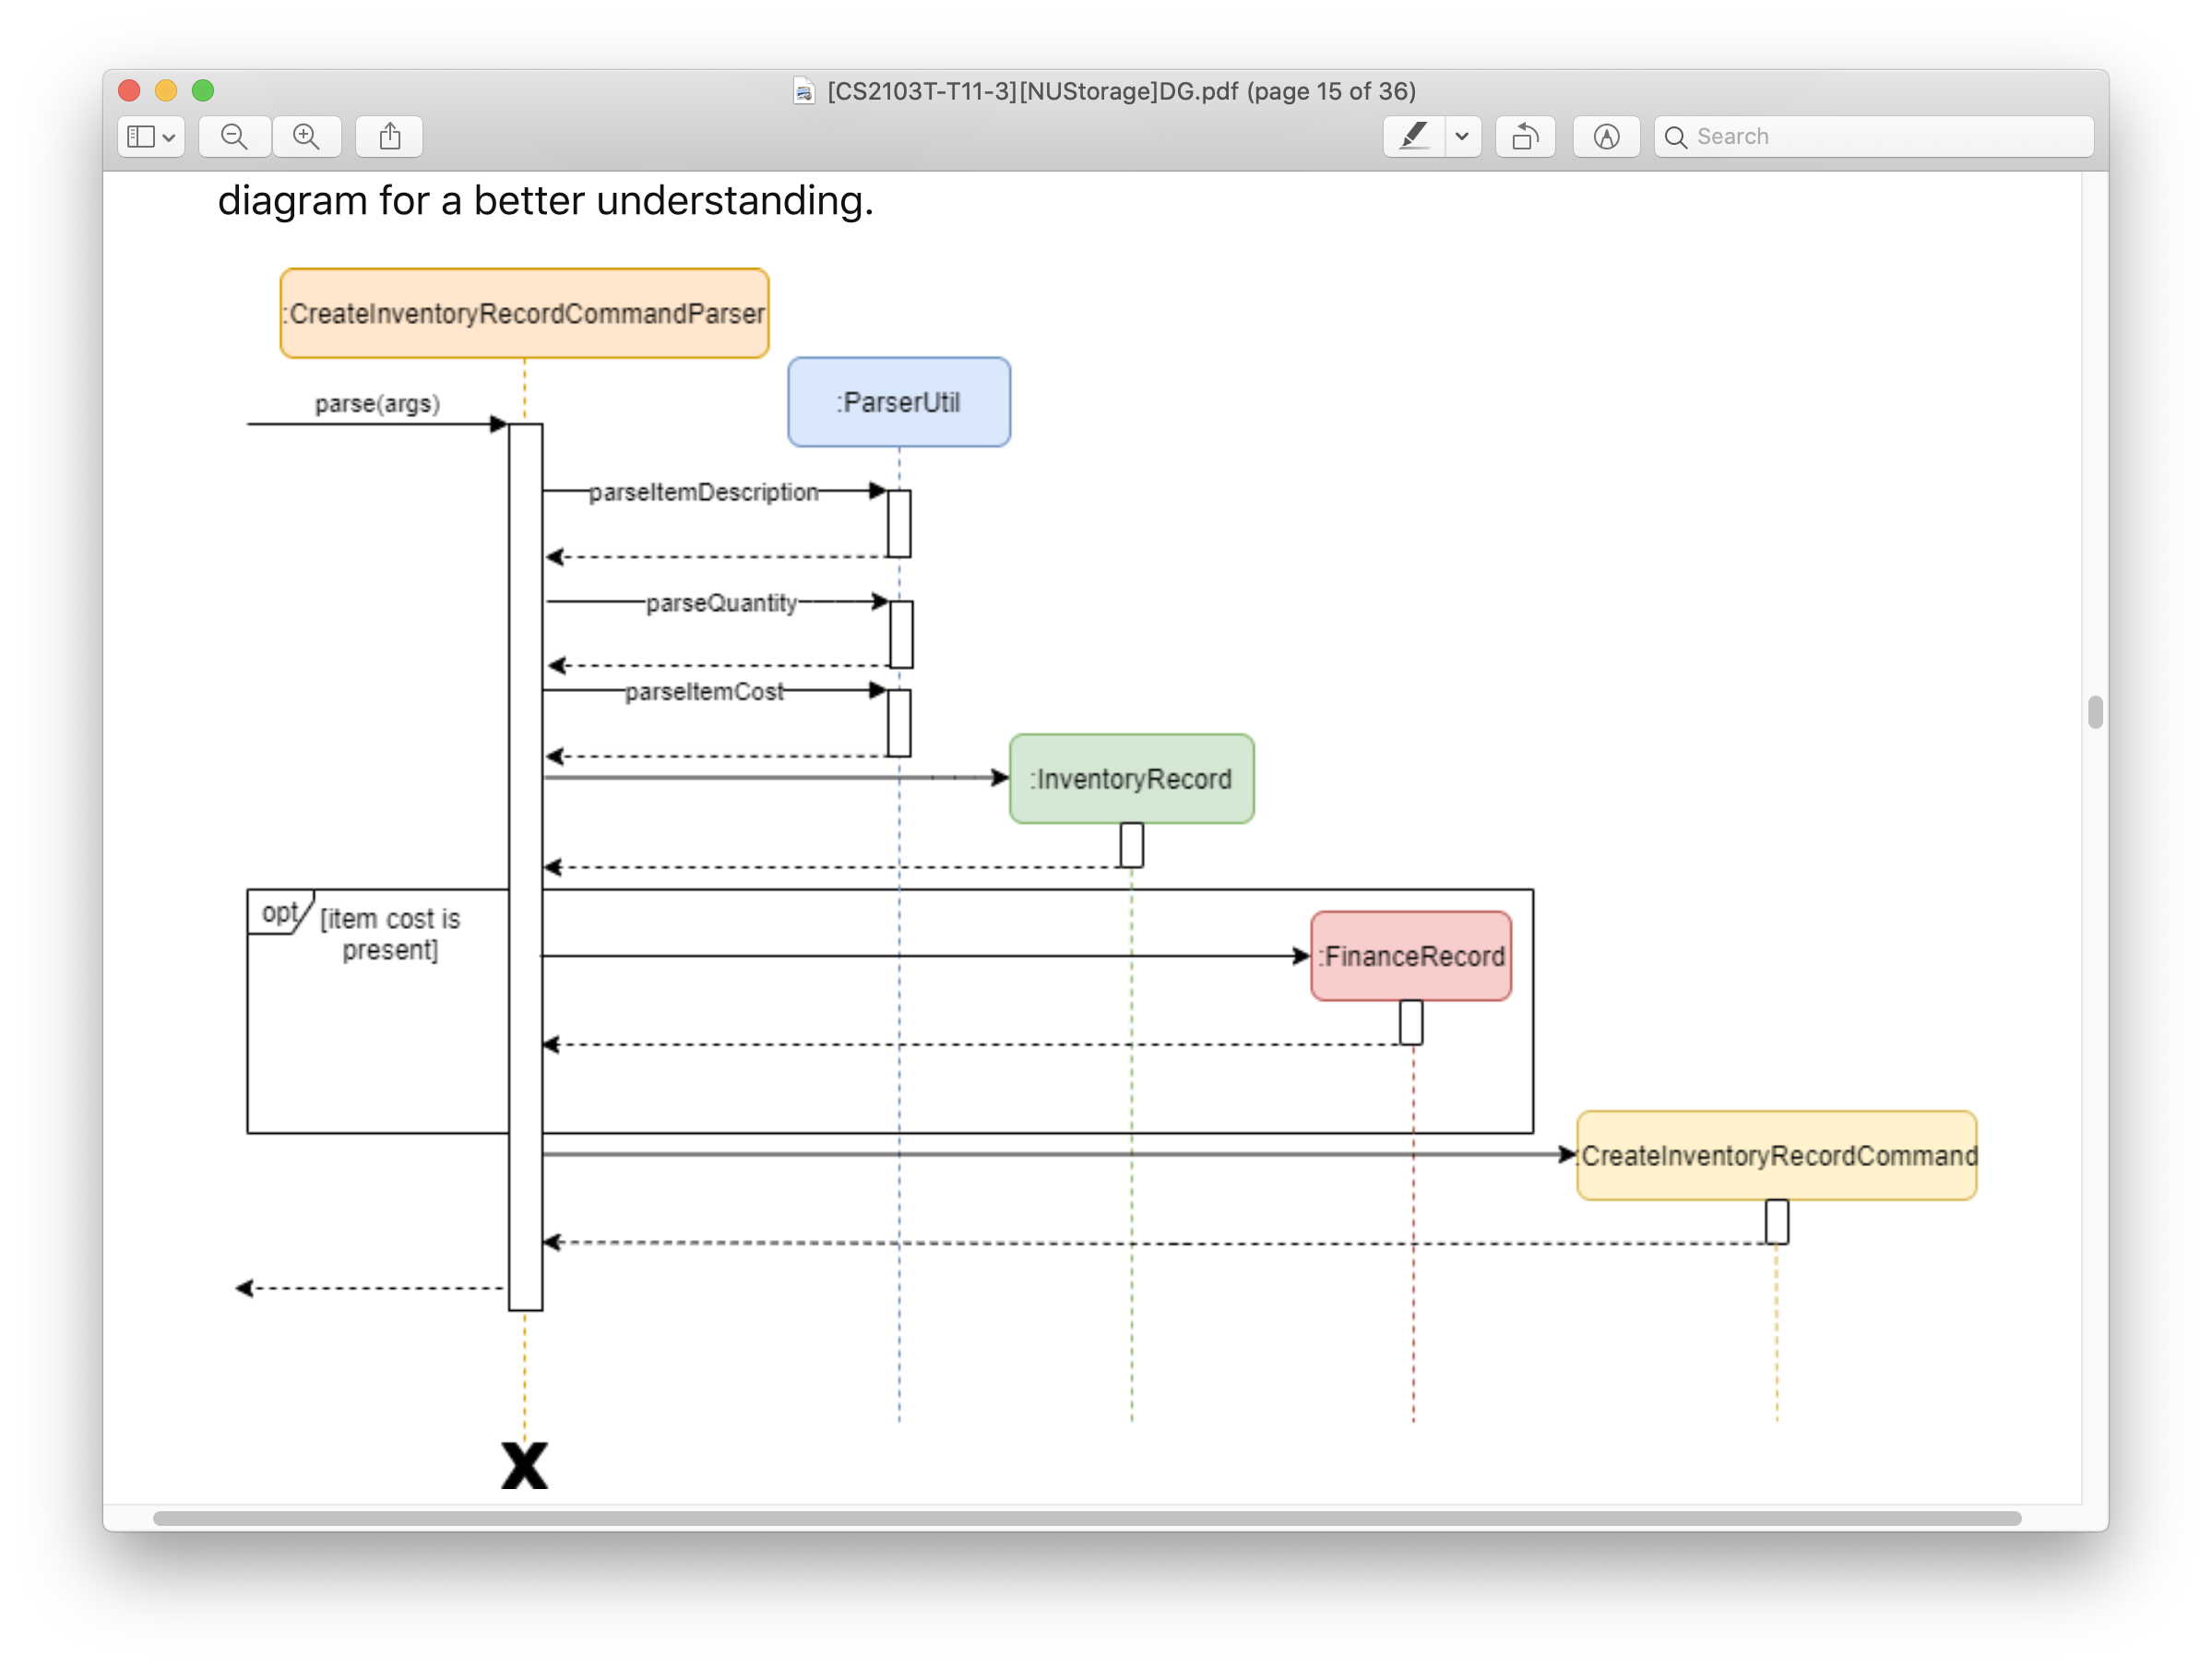 [CS2103T-T11-3][NUStorage]DG.pdf (page 15 of 36)
Search
diagram for a better understanding.
:CreateInventoryRecordCommandParser
:ParserUtil
parse(args)
parseItemDescription
parseQuantity
parseItemCost
:InventoryRecord
opt
[item cost is
present]
:FinanceRecord
:CreateInventoryRecordCommand
X